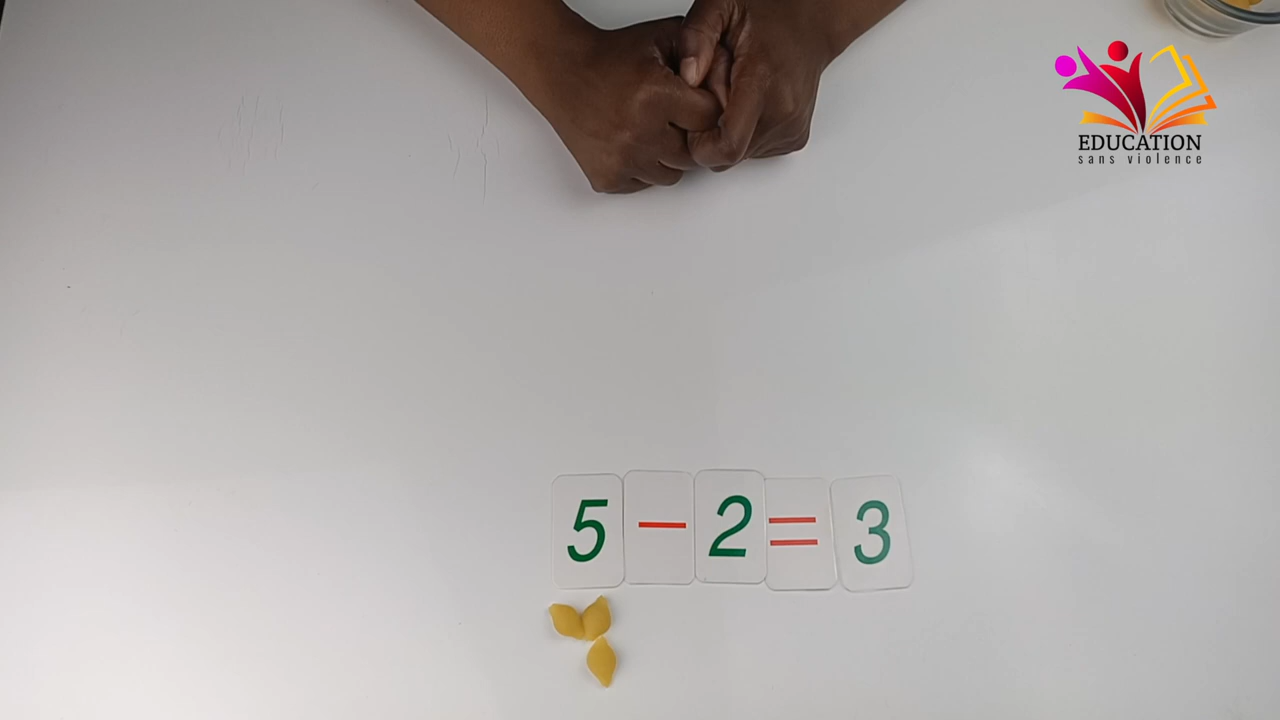 EDUCATION
sans violence
5 − 2 = 3